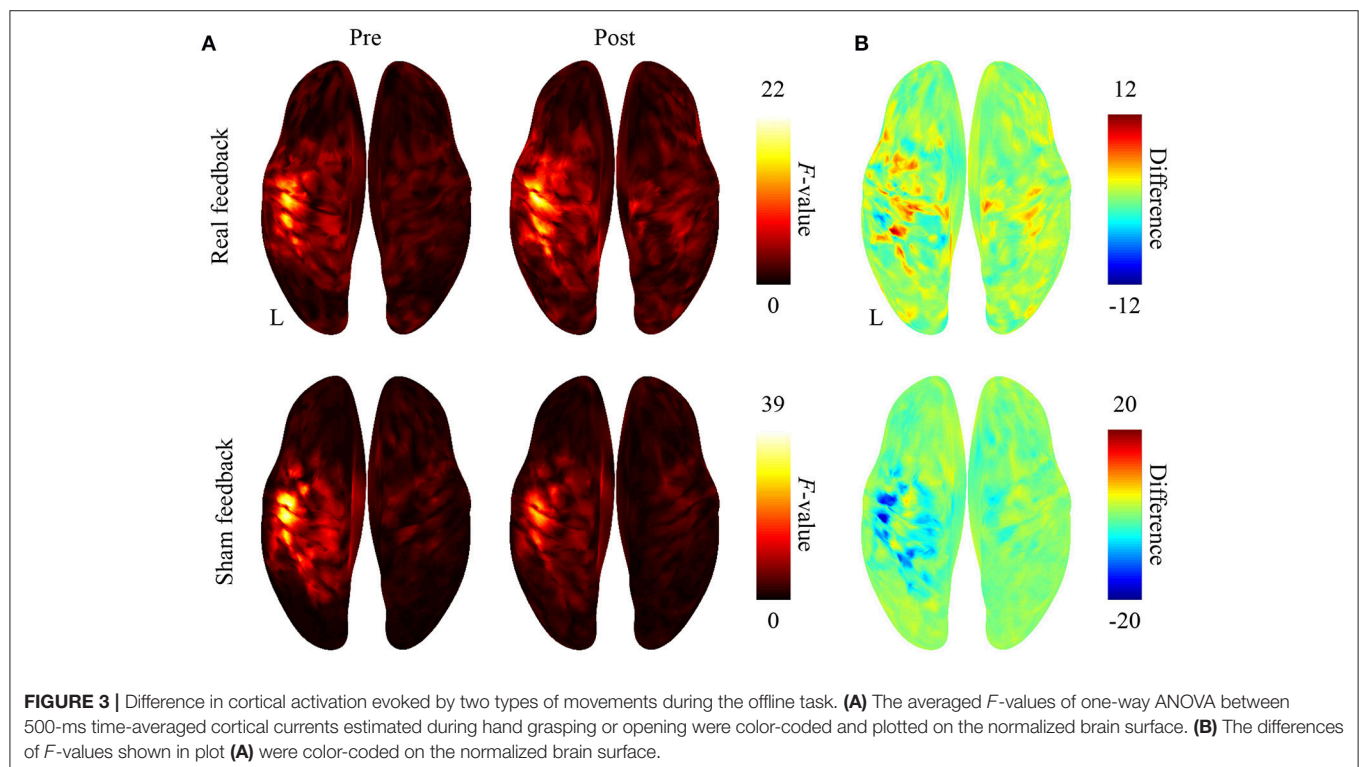 A
Pre
Post
B
Real feedback
22
F-value
0
12
Difference
-12
L
L
Sham feedback
39
F-value
0
20
Difference
-20
FIGURE 3 | Difference in cortical activation evoked by two types of movements during the offline task. (A) The averaged F-values of one-way ANOVA between
500-ms time-averaged cortical currents estimated during hand grasping or opening were color-coded and plotted on the normalized brain surface. (B) The differences
of F-values shown in plot (A) were color-coded on the normalized brain surface.